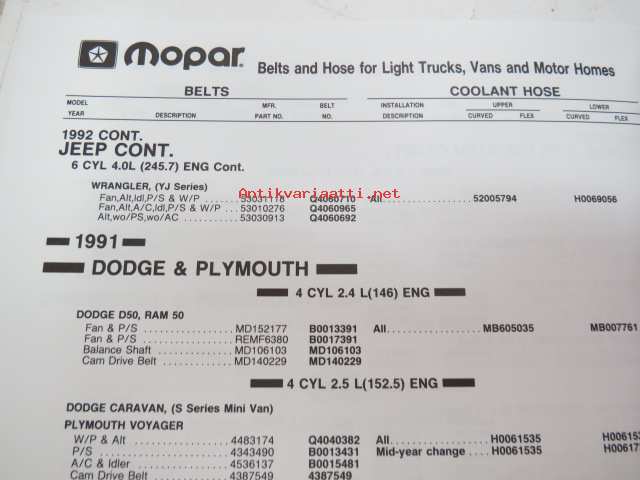 Mopar
Belts and Hose for Light Trucks, Vans and Motor Homes
BELTS COOLANT HOSE
MODEL MFR. BELT INSTALLATION UPPER LOWER
YEAR DESCRIPTION PART NO. NO. DESCRIPTION CURVED FLEX CURVED FLEX
1992 CONT.
JEEP CONT.
6 CYL 4.0L (245.7) ENG Cont.
WRANGLER, (YJ Series)
Antikvariaatti.net
Fan,Alt,Idl,P/S & W/P 53031118 Q4060710 All 52005794 H0069056
Fan,Alt,A/C,Idl,P/S & W/P 53010276 Q4060965
Alt,wo/PS,wo/AC 53030913 Q4060692
1991
DODGE & PLYMOUTH
4 CYL 2.4 L(146) ENG
DODGE D50, RAM 50
Fan & P/S MD152177 B0013391 All MB605035 MB007761
Fan & P/S REMF6380 B0017391
Balance Shaft MD106103 MD106103
Cam Drive Belt MD140229 MD140229
4 CYL 2.5 L(152.5) ENG
DODGE CARAVAN, (S Series Mini Van)
PLYMOUTH VOYAGER
W/P & Alt 4483174 Q4040382 All H0061535
P/S 4343490 B0013431 Mid-year change H0061535
A/C & Idler 4536137 B0015481
Cam Drive Belt 4387549 4387549